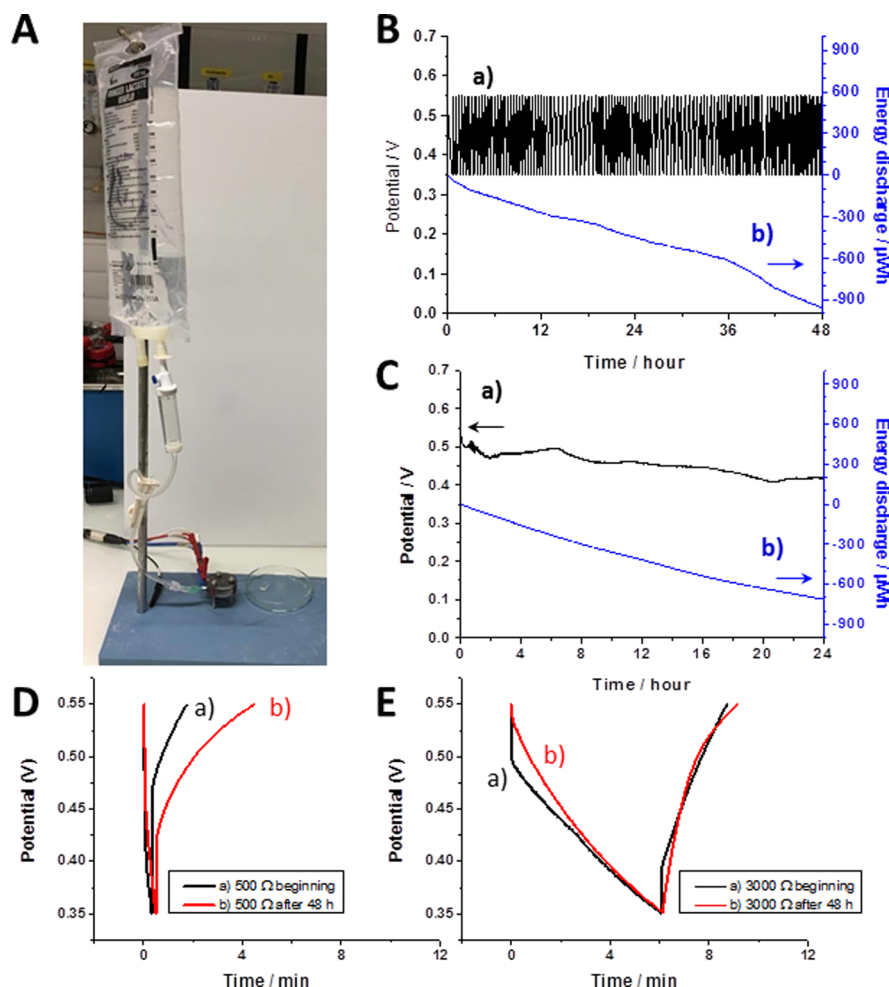 A
RINGER LACTATE
VIAFLO
B
a)
b)
0.7
0.6
0.5
0.4
0.3
0.2
0.1
0.0
Potential / V
900
600
300
0
-300
-600
-900
Energy discharge / µWh
0
12
24
36
48
Time / hour
C
a)
b)
0.7
0.6
0.5
0.4
0.3
0.2
0.1
0.0
Potential / V
900
600
300
0
-300
-600
-900
Energy discharge / µWh
0
4
8
12
16
20
24
Time / hour
D
a)
b)
0.55
0.50
0.45
0.40
0.35
Potential (V)
a) 500 Ω beginning
b) 500 Ω after 48 h
0
4
8
12
Time / min
E
b)
a)
0.55
0.50
0.45
0.40
0.35
Potential (V)
a) 3000 Ω beginning
b) 3000 Ω after 48 h
0
4
8
12
Time / min